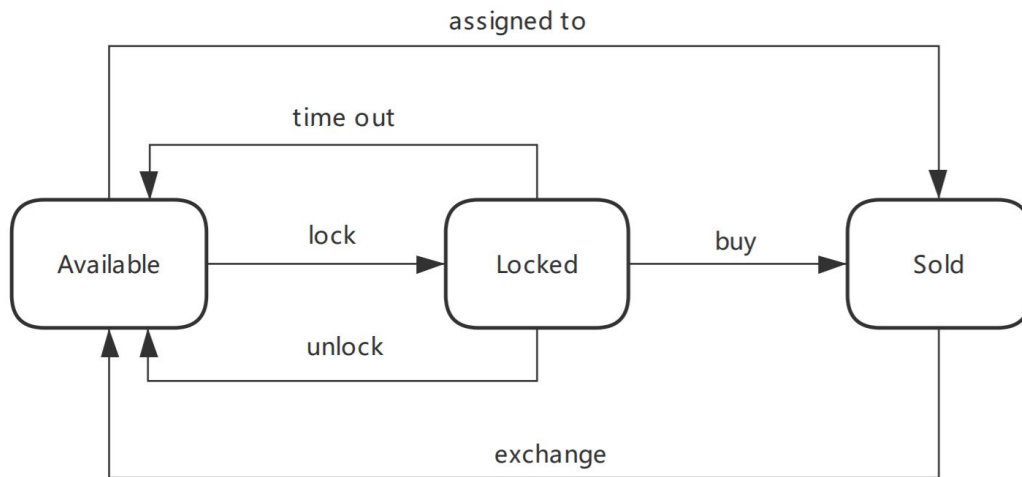 assigned to
time out
lock
buy
Available
Locked
Sold
unlock
exchange